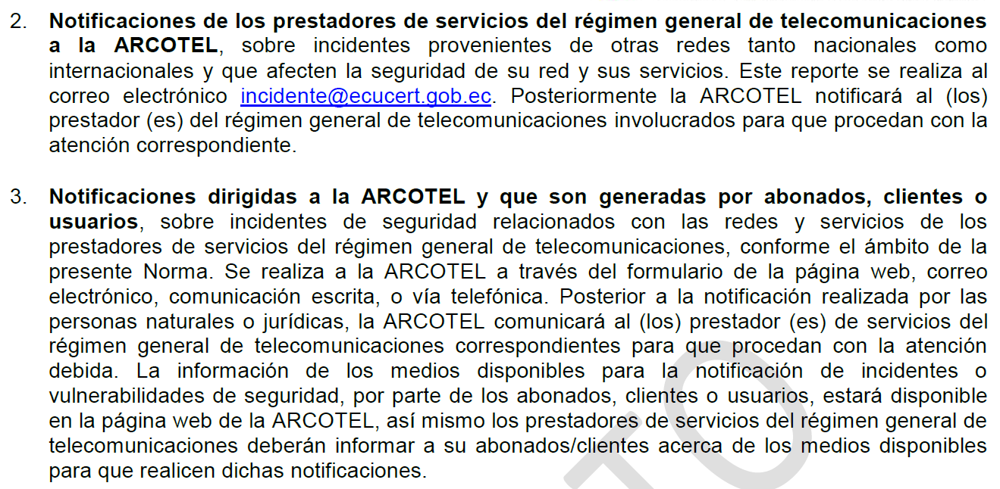 2. Notificaciones de los prestadores de servicios del régimen general de telecomunicaciones
a la ARCOTEL, sobre incidentes provenientes de otras redes tanto nacionales como
internacionales y que afecten la seguridad de su red y sus servicios. Este reporte se realiza al
correo electrónico incidente@ecucert.gob.ec. Posteriormente la ARCOTEL notificará al (los)
prestador (es) del régimen general de telecomunicaciones involucrados para que procedan con la
atención correspondiente.
3. Notificaciones dirigidas a la ARCOTEL y que son generadas por abonados, clientes o
usuarios, sobre incidentes de seguridad relacionados con las redes y servicios de los
prestadores de servicios del régimen general de telecomunicaciones, conforme el ámbito de la
presente Norma. Se realiza a la ARCOTEL a través del formulario de la página web, correo
electrónico, comunicación escrita, o vía telefónica. Posterior a la notificación realizada por las
personas naturales o jurídicas, la ARCOTEL comunicará al (los) prestador (es) de servicios del
régimen general de telecomunicaciones correspondientes para que procedan con la atención
debida. La información de los medios disponibles para la notificación de incidentes o
vulnerabilidades de seguridad, por parte de los abonados, clientes o usuarios, estará disponible
en la página web de la ARCOTEL, así mismo los prestadores de servicios del régimen general de
telecomunicaciones deberán informar a su abonados/clientes acerca de los medios disponibles
para que realicen dichas notificaciones.
TO